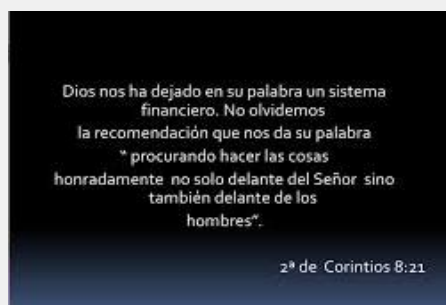 Dios nos ha dejado en su palabra un sistema
financiero. No olvidemos
la recomendación que nos da su palabra
“ procurando hacer las cosas
honradamente no solo delante del Señor sino
también delante de los
hombres”.
2ª de Corintios 8:21